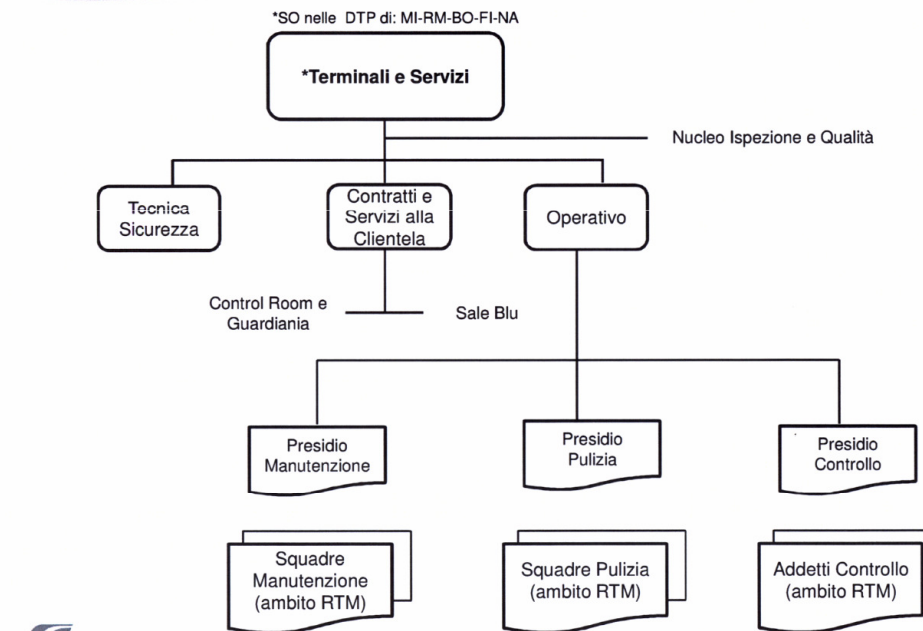 *SO nelle DTP di: MI-RM-BO-FI-NA
*Terminali e Servizi
Nucleo Ispezione e Qualità
Tecnica
Sicurezza
Contratti e
Servizi alla
Clientela
Operativo
Control Room e
Guardiania
Sale Blu
Presidio
Manutenzione
Presidio
Pulizia
Presidio
Controllo
Squadre
Manutenzione
(ambito RTM)
Squadre Pulizia
(ambito RTM)
Addetti Controllo
(ambito RTM)